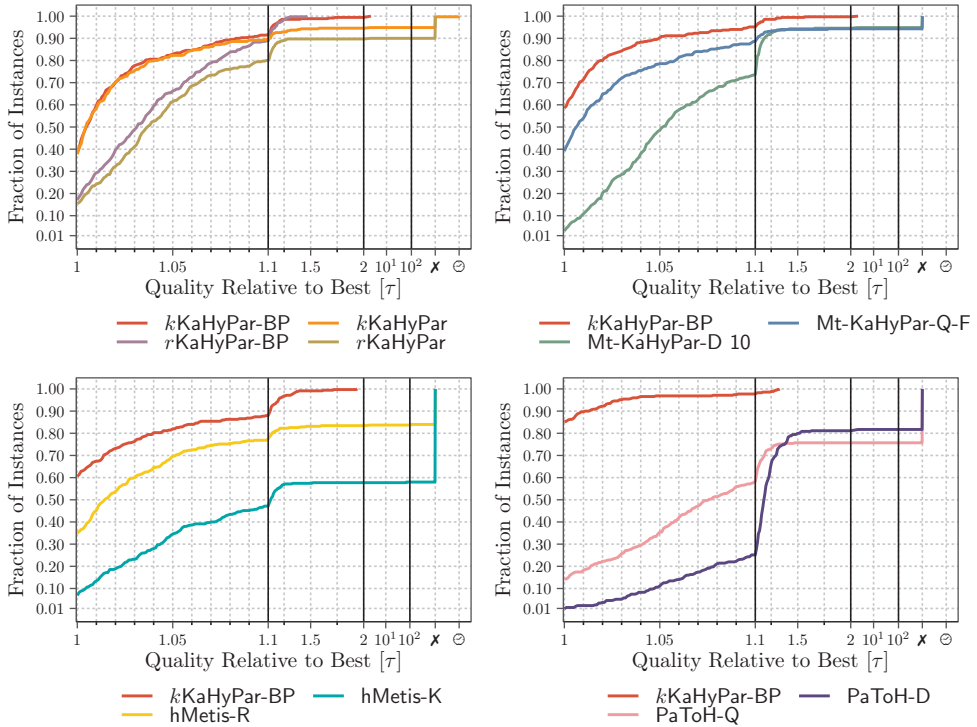 Fraction of Instances
1.00
0.90
0.80
0.70
0.60
0.50
0.40
0.30
0.20
0.10
0.01
1 1.05 1.1 1.5 2 10¹ 10² ✗
Quality Relative to Best [τ]
kKaHyPar-BP kKaHyPar
rKaHyPar-BP rKaHyPar
Fraction of Instances
1.00
0.90
0.80
0.70
0.60
0.50
0.40
0.30
0.20
0.10
0.01
1 1.05 1.1 1.5 2 10¹ 10² ✗
Quality Relative to Best [τ]
kKaHyPar-BP Mt-KaHyPar-Q-F
Mt-KaHyPar-D 10
Fraction of Instances
1.00
0.90
0.80
0.70
0.60
0.50
0.40
0.30
0.20
0.10
0.01
1 1.05 1.1 1.5 2 10¹ 10² ✗
Quality Relative to Best [τ]
kKaHyPar-BP hMetis-K
hMetis-R
Fraction of Instances
1.00
0.90
0.80
0.70
0.60
0.50
0.40
0.30
0.20
0.10
0.01
1 1.05 1.1 1.5 2 10¹ 10² ✗
Quality Relative to Best [τ]
kKaHyPar-BP PaToH-D
PaToH-Q